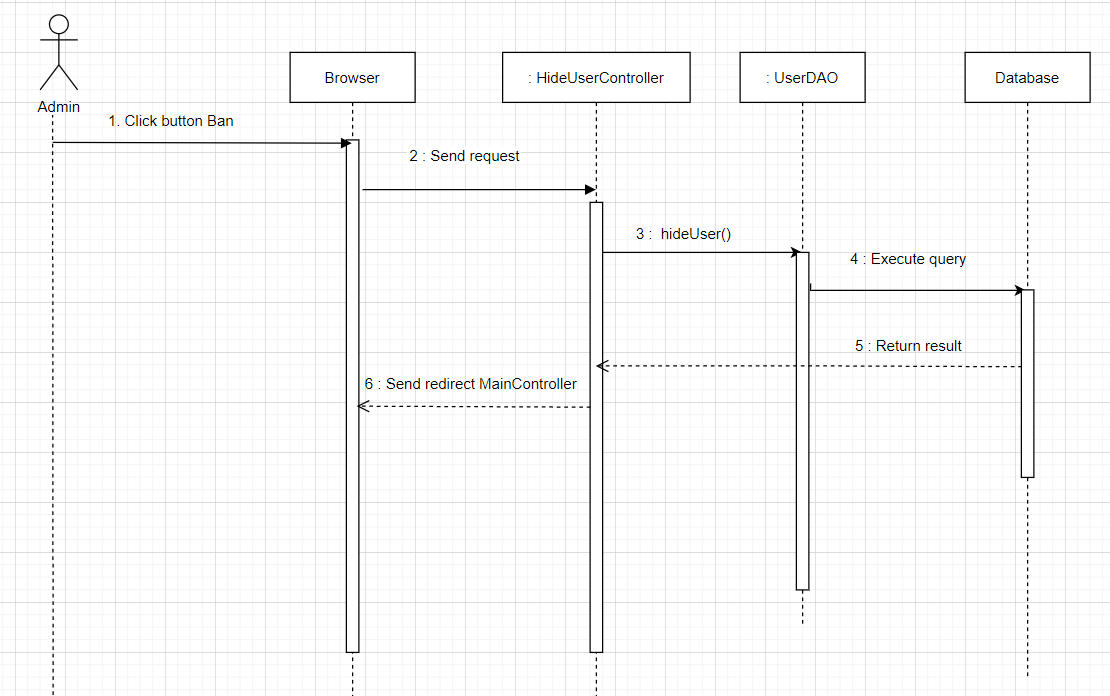 Browser
: HideUserController
: UserDAO
Database
Admin
1. Click button Ban
2 : Send request
3 :  hideUser()
4 : Execute query
5 : Return result
6 : Send redirect MainController